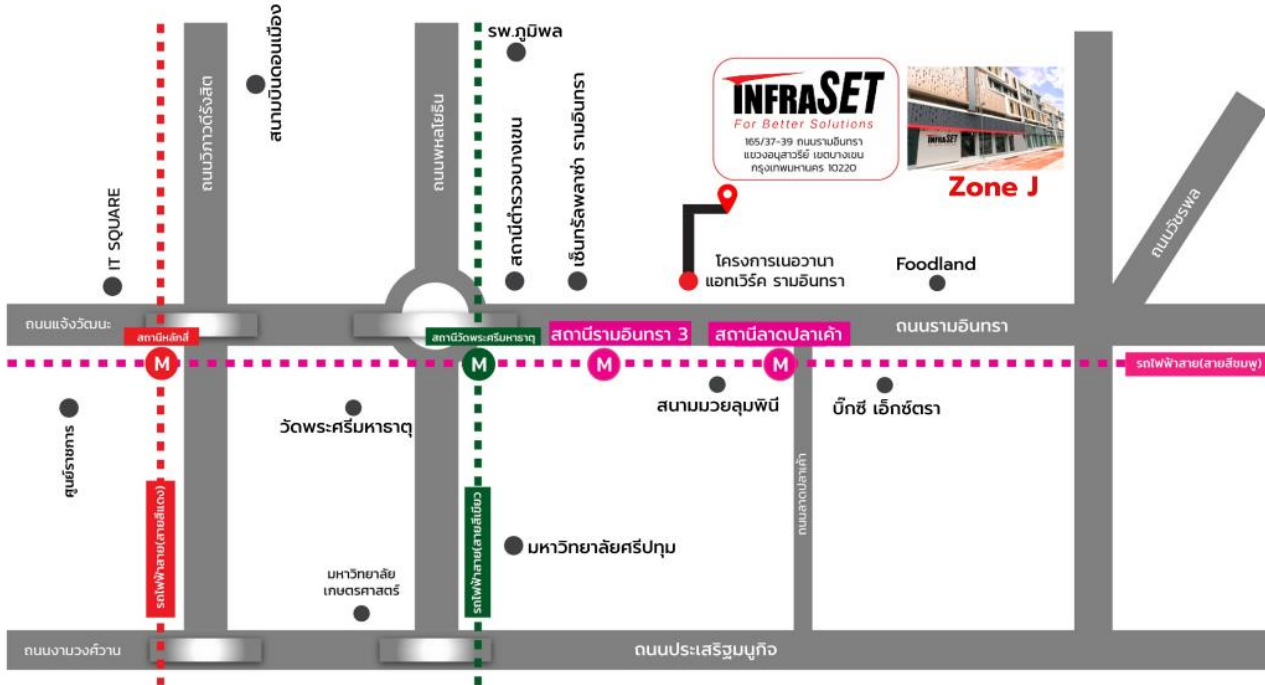 สนามบินดอนเมือง
รพ.ภูมิพล
ถนนวิภาวดีรังสิต
ถนนพหลโยธิน
INFRASET
For Better Solutions
165/37-39 ถนนรามอินทรา
แขวงอนุสาวรีย์ เขตบางเขน
กรุงเทพมหานคร 10220
INFRASET
Zone J
IT SQUARE
เซ็นทรัลพลาซ่า รามอินทรา
ถนนวัชรพล
โครงการเนอวานา
แอทเวิร์ค รามอินทรา
Foodland
ถนนแจ้งวัฒนะ
สถานีหลักสี่
สถานีวัดพระศรีมหาธาตุ
สถานีรามอินทรา 3
สถานีลาดปลาเค้า
ถนนรามอินทรา
M
M
M
M
รถไฟฟ้าสาย(สายสีชมพู)
ศูนย์ราชการ
วัดพระศรีมหาธาตุ
สนามมวยลุมพินี
บิ๊กซี เอ็กซ์ตรา
รถไฟฟ้าสาย(สายสีแดง)
รถไฟฟ้าสาย(สายสีเขียว)
ถนนลาดปลาเค้า
มหาวิทยาลัยศรีปทุม
มหาวิทยาลัย
เกษตรศาสตร์
ถนนงามวงศ์วาน
ถนนประเสริฐมนูกิจ